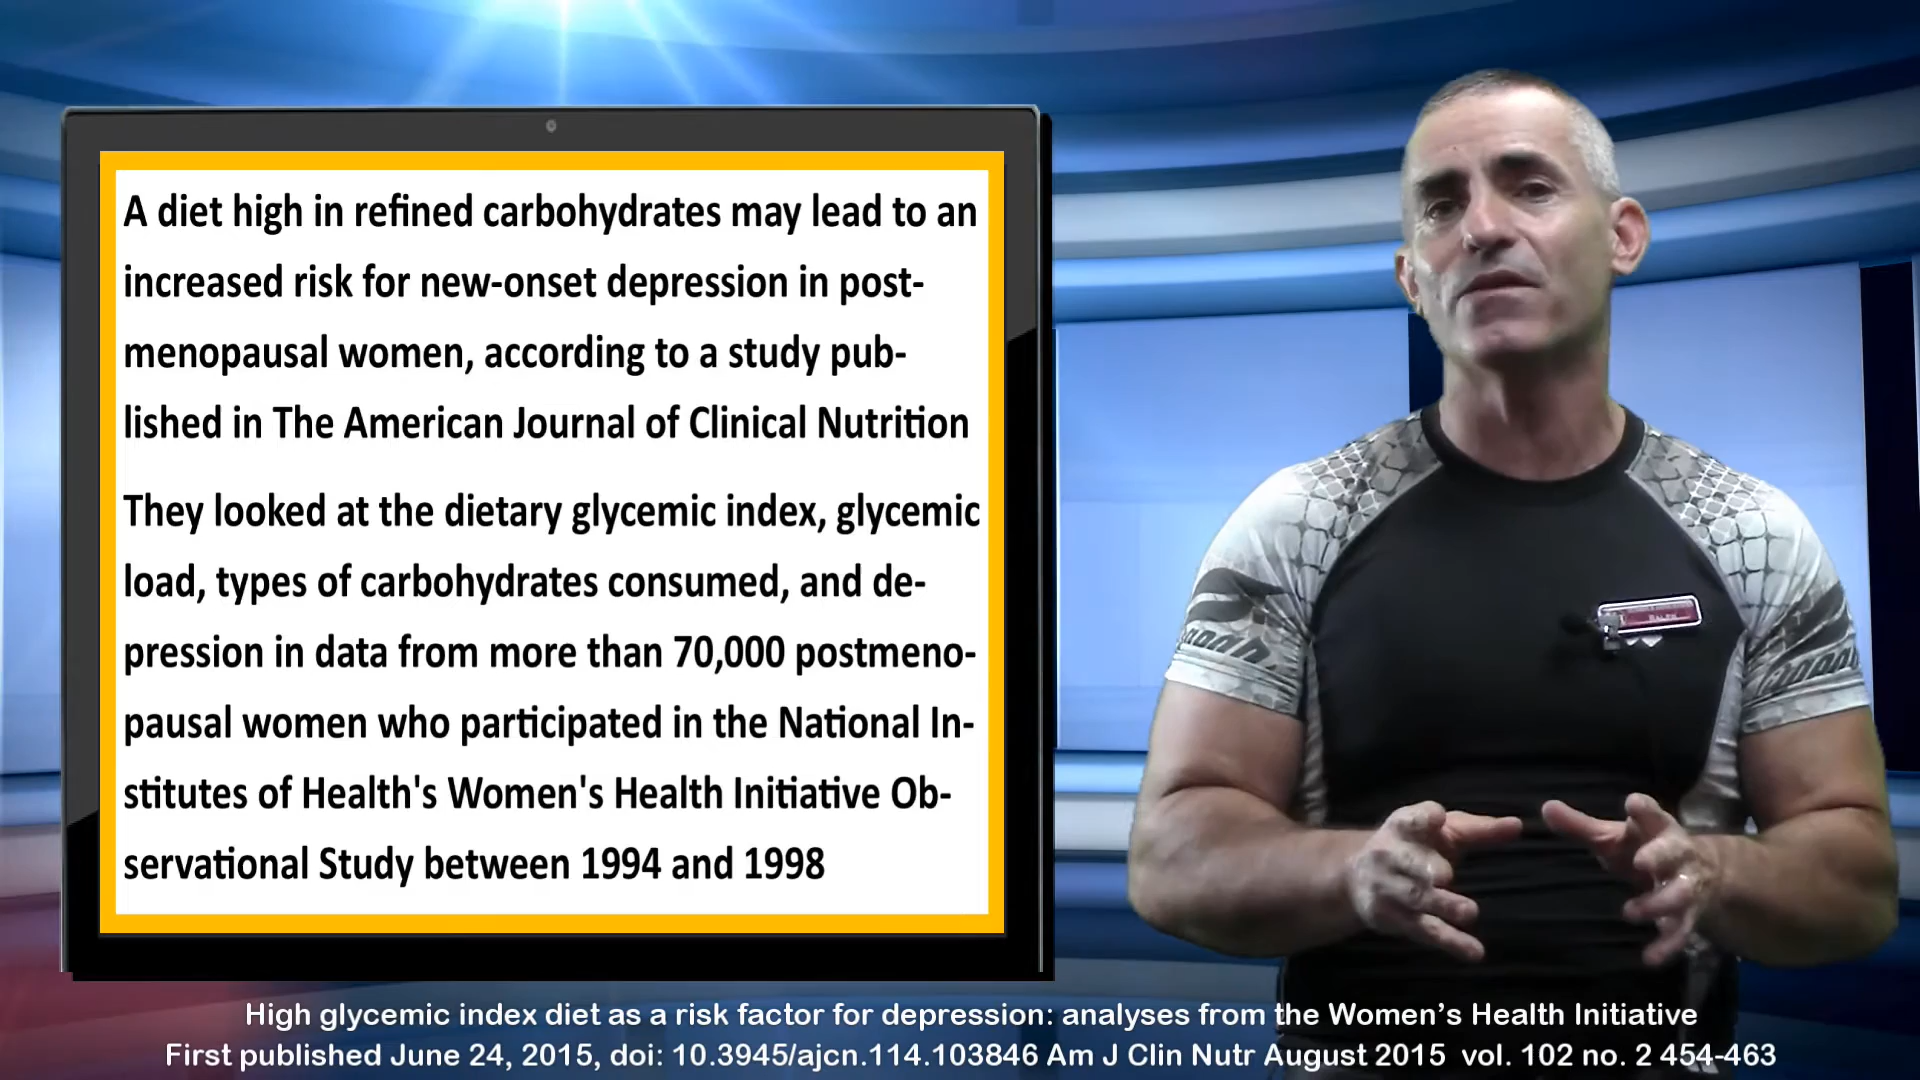 A diet high in refined carbohydrates may lead to an
increased risk for new-onset depression in post-
menopausal women, according to a study pub-
lished in The American Journal of Clinical Nutrition
They looked at the dietary glycemic index, glycemic
load, types of carbohydrates consumed, and de-
pression in data from more than 70,000 postmeno-
pausal women who participated in the National In-
stitutes of Health's Women's Health Initiative Ob-
servational Study between 1994 and 1998
High glycemic index diet as a risk factor for depression: analyses from the Women’s Health Initiative
First published June 24, 2015, doi: 10.3945/ajcn.114.103846 Am J Clin Nutr August 2015 vol. 102 no. 2 454-463